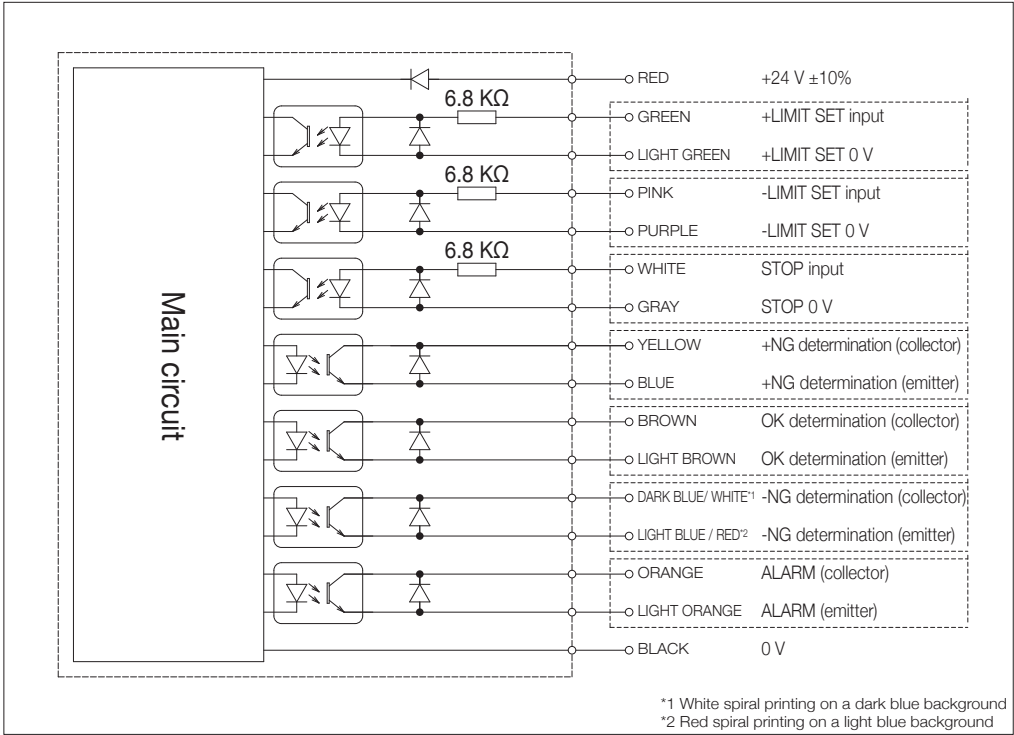 RED +24 V ±10%
6.8 KΩ
GREEN +LIMIT SET input
LIGHT GREEN +LIMIT SET 0 V
6.8 KΩ
PINK -LIMIT SET input
PURPLE -LIMIT SET 0 V
6.8 KΩ
WHITE STOP input
GRAY STOP 0 V
Main circuit
YELLOW +NG determination (collector)
BLUE +NG determination (emitter)
BROWN OK determination (collector)
LIGHT BROWN OK determination (emitter)
DARK BLUE/ WHITE*1 -NG determination (collector)
LIGHT BLUE / RED*2 -NG determination (emitter)
ORANGE ALARM (collector)
LIGHT ORANGE ALARM (emitter)
BLACK 0 V
*1 White spiral printing on a dark blue background
*2 Red spiral printing on a light blue background